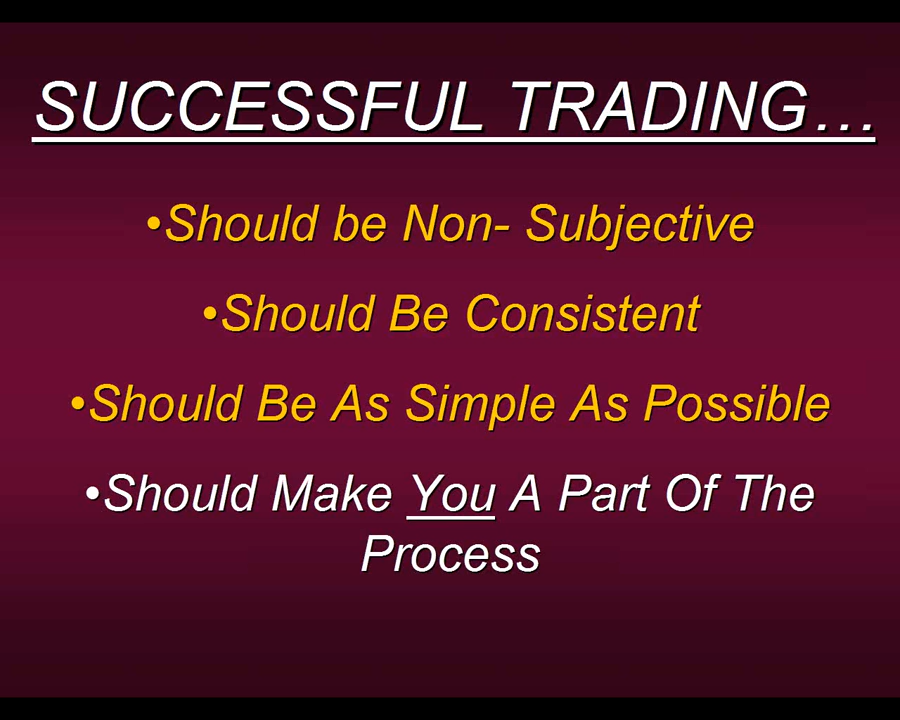 SUCCESSFUL TRADING…
•Should be Non- Subjective
•Should Be Consistent
•Should Be As Simple As Possible
•Should Make You A Part Of The
Process